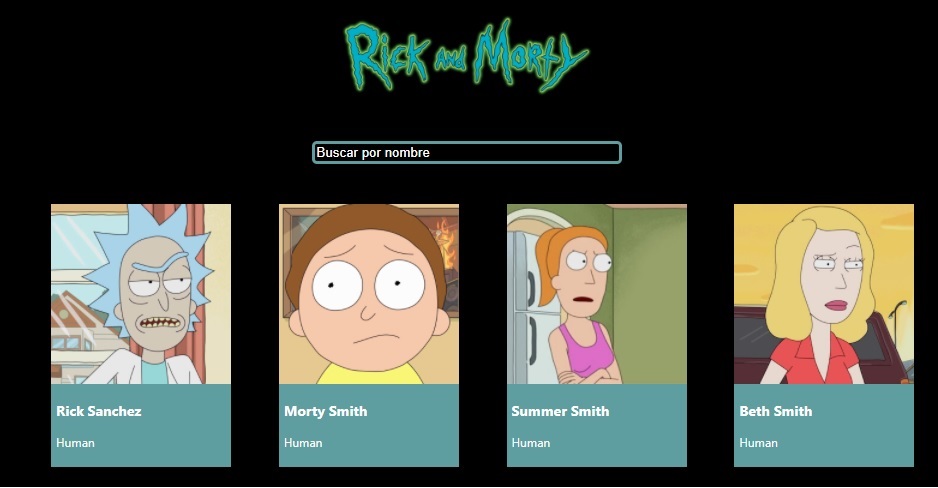 Rick and Morty
Buscar por nombre
Rick Sanchez
Human
Morty Smith
Human
Summer Smith
Human
Beth Smith
Human